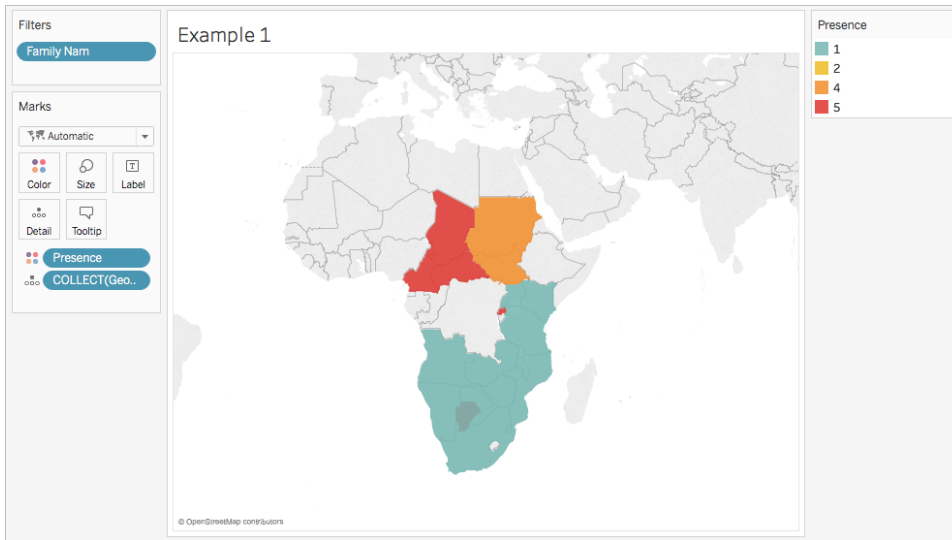 Filters
Family Nam
Marks
Automatic
Color
Size
Label
Detail
Tooltip
Presence
COLLECT(Geo..
Example 1
© OpenStreetMap contributors
Presence
1
2
4
5